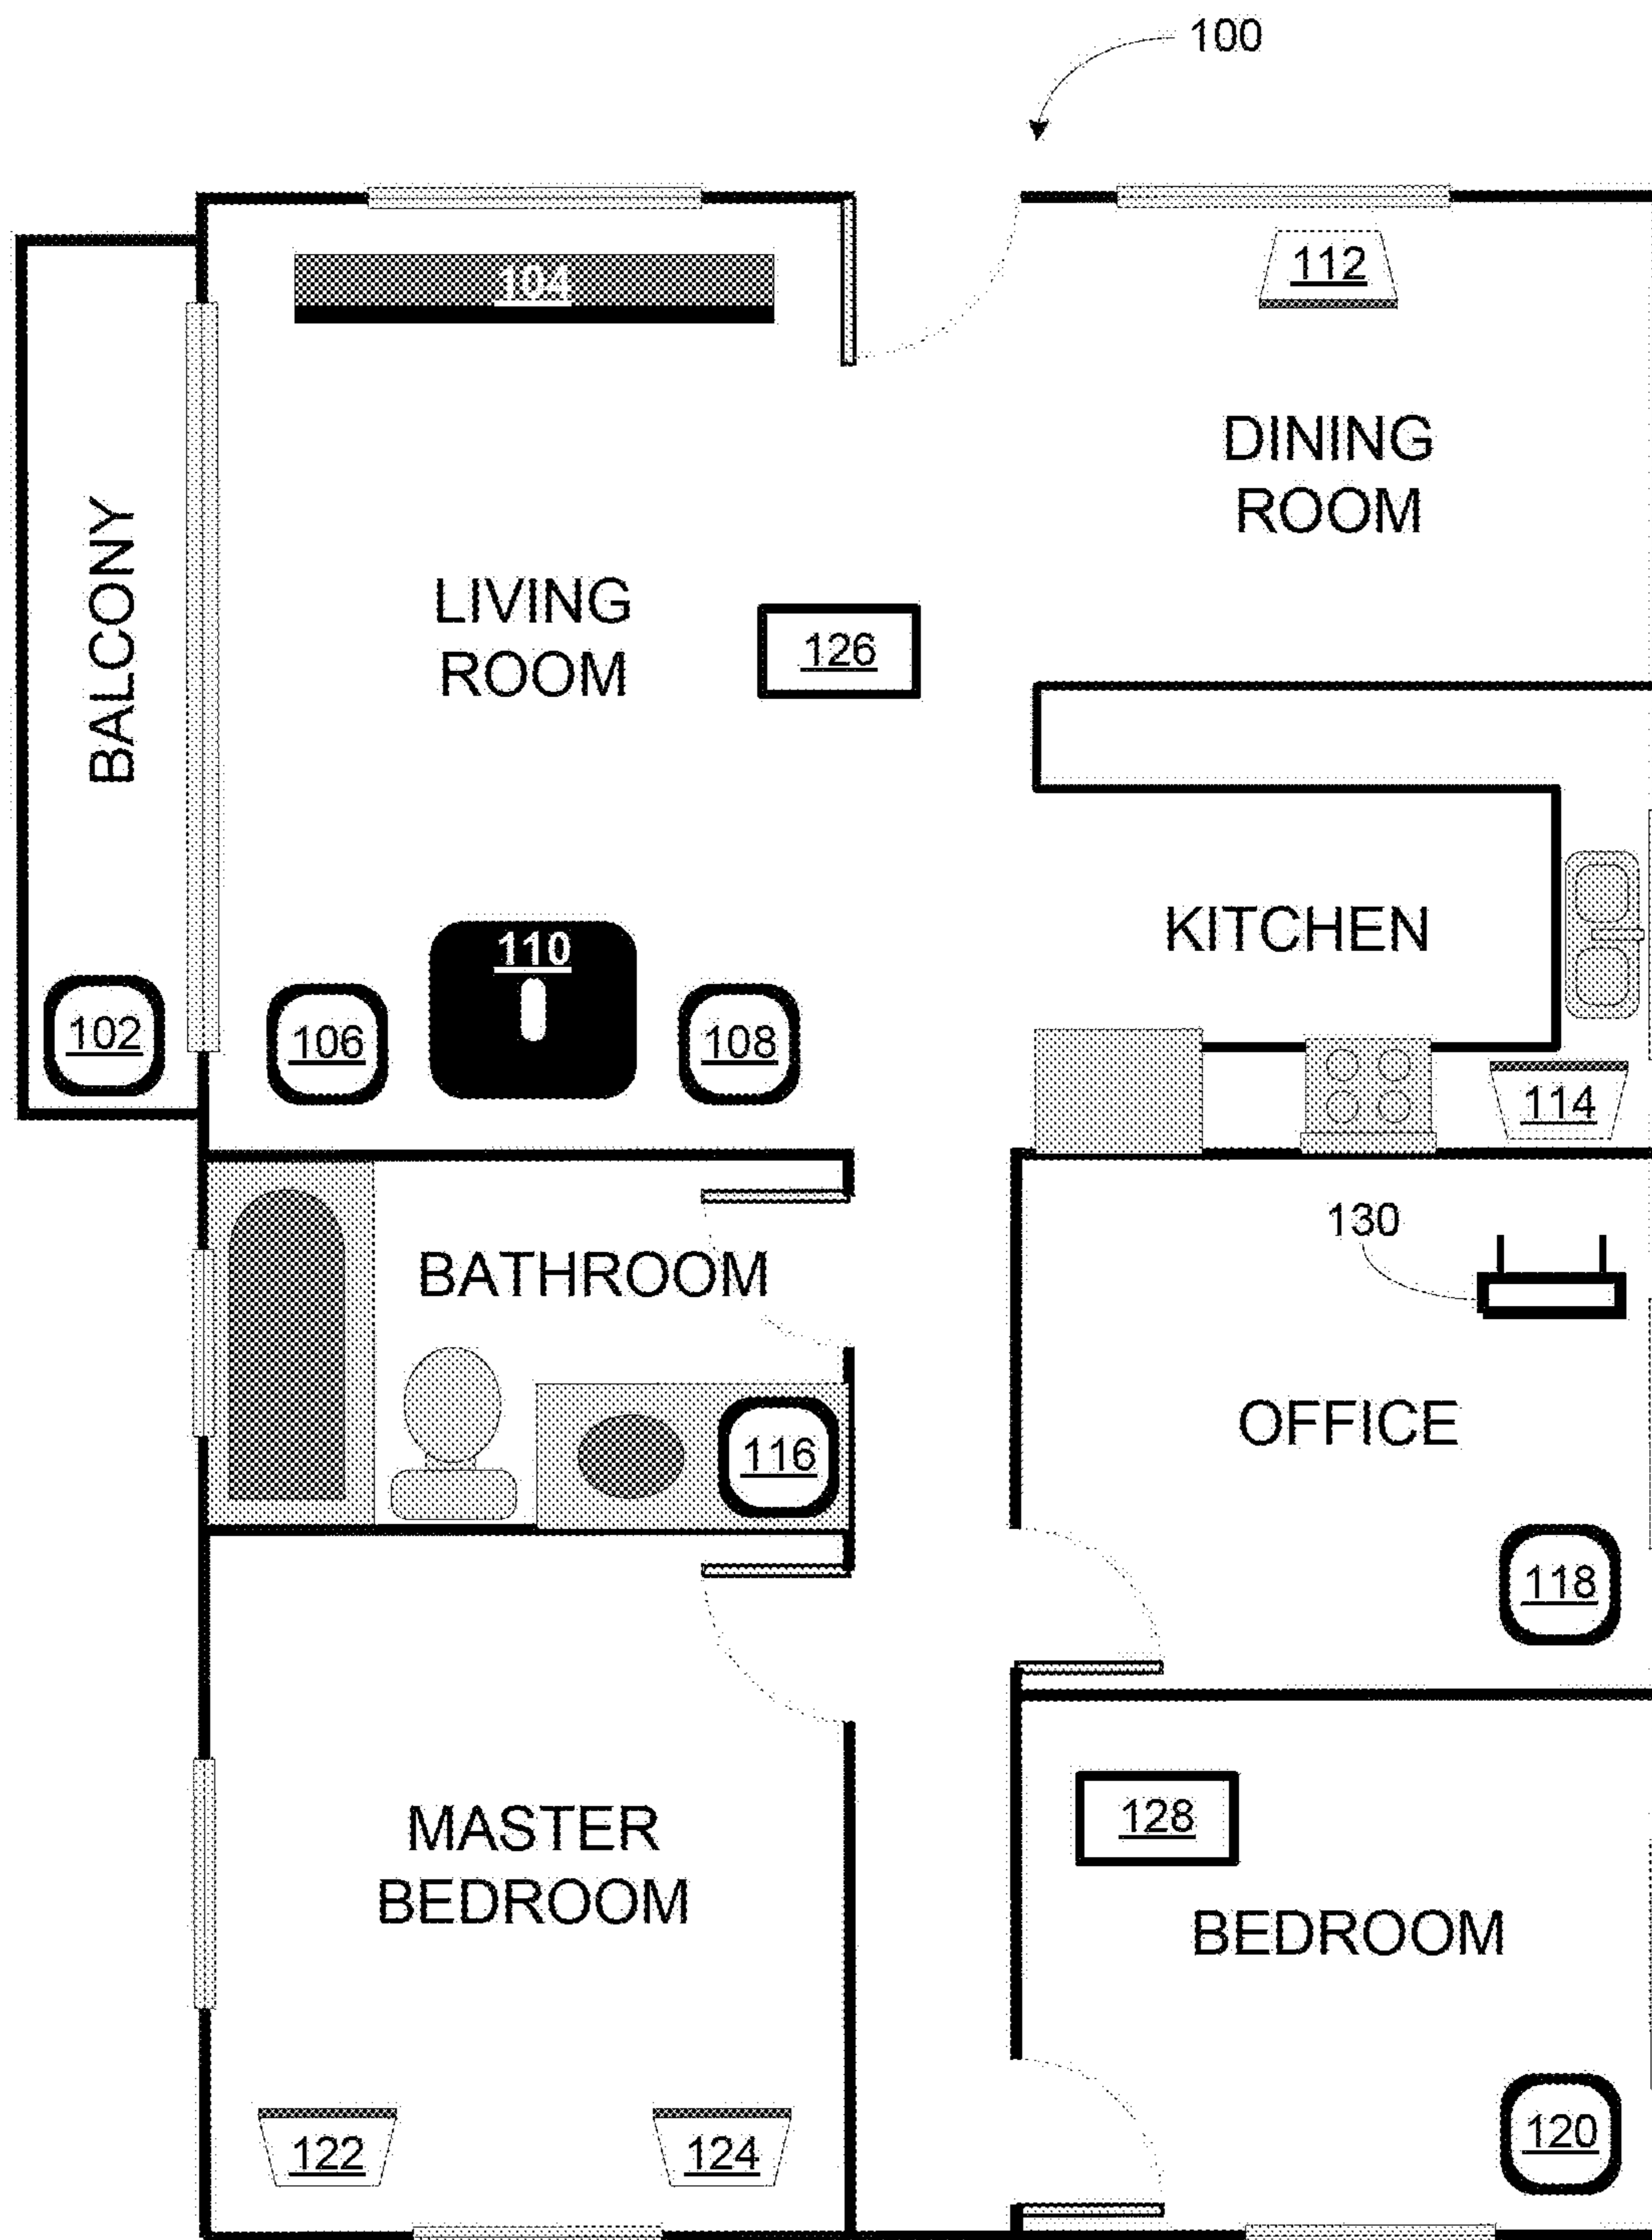 100
104
112
DINING
ROOM
BALCONY
LIVING
ROOM
126
KITCHEN
110
102
106
108
114
130
BATHROOM
OFFICE
116
118
MASTER
BEDROOM
128
BEDROOM
122
124
120